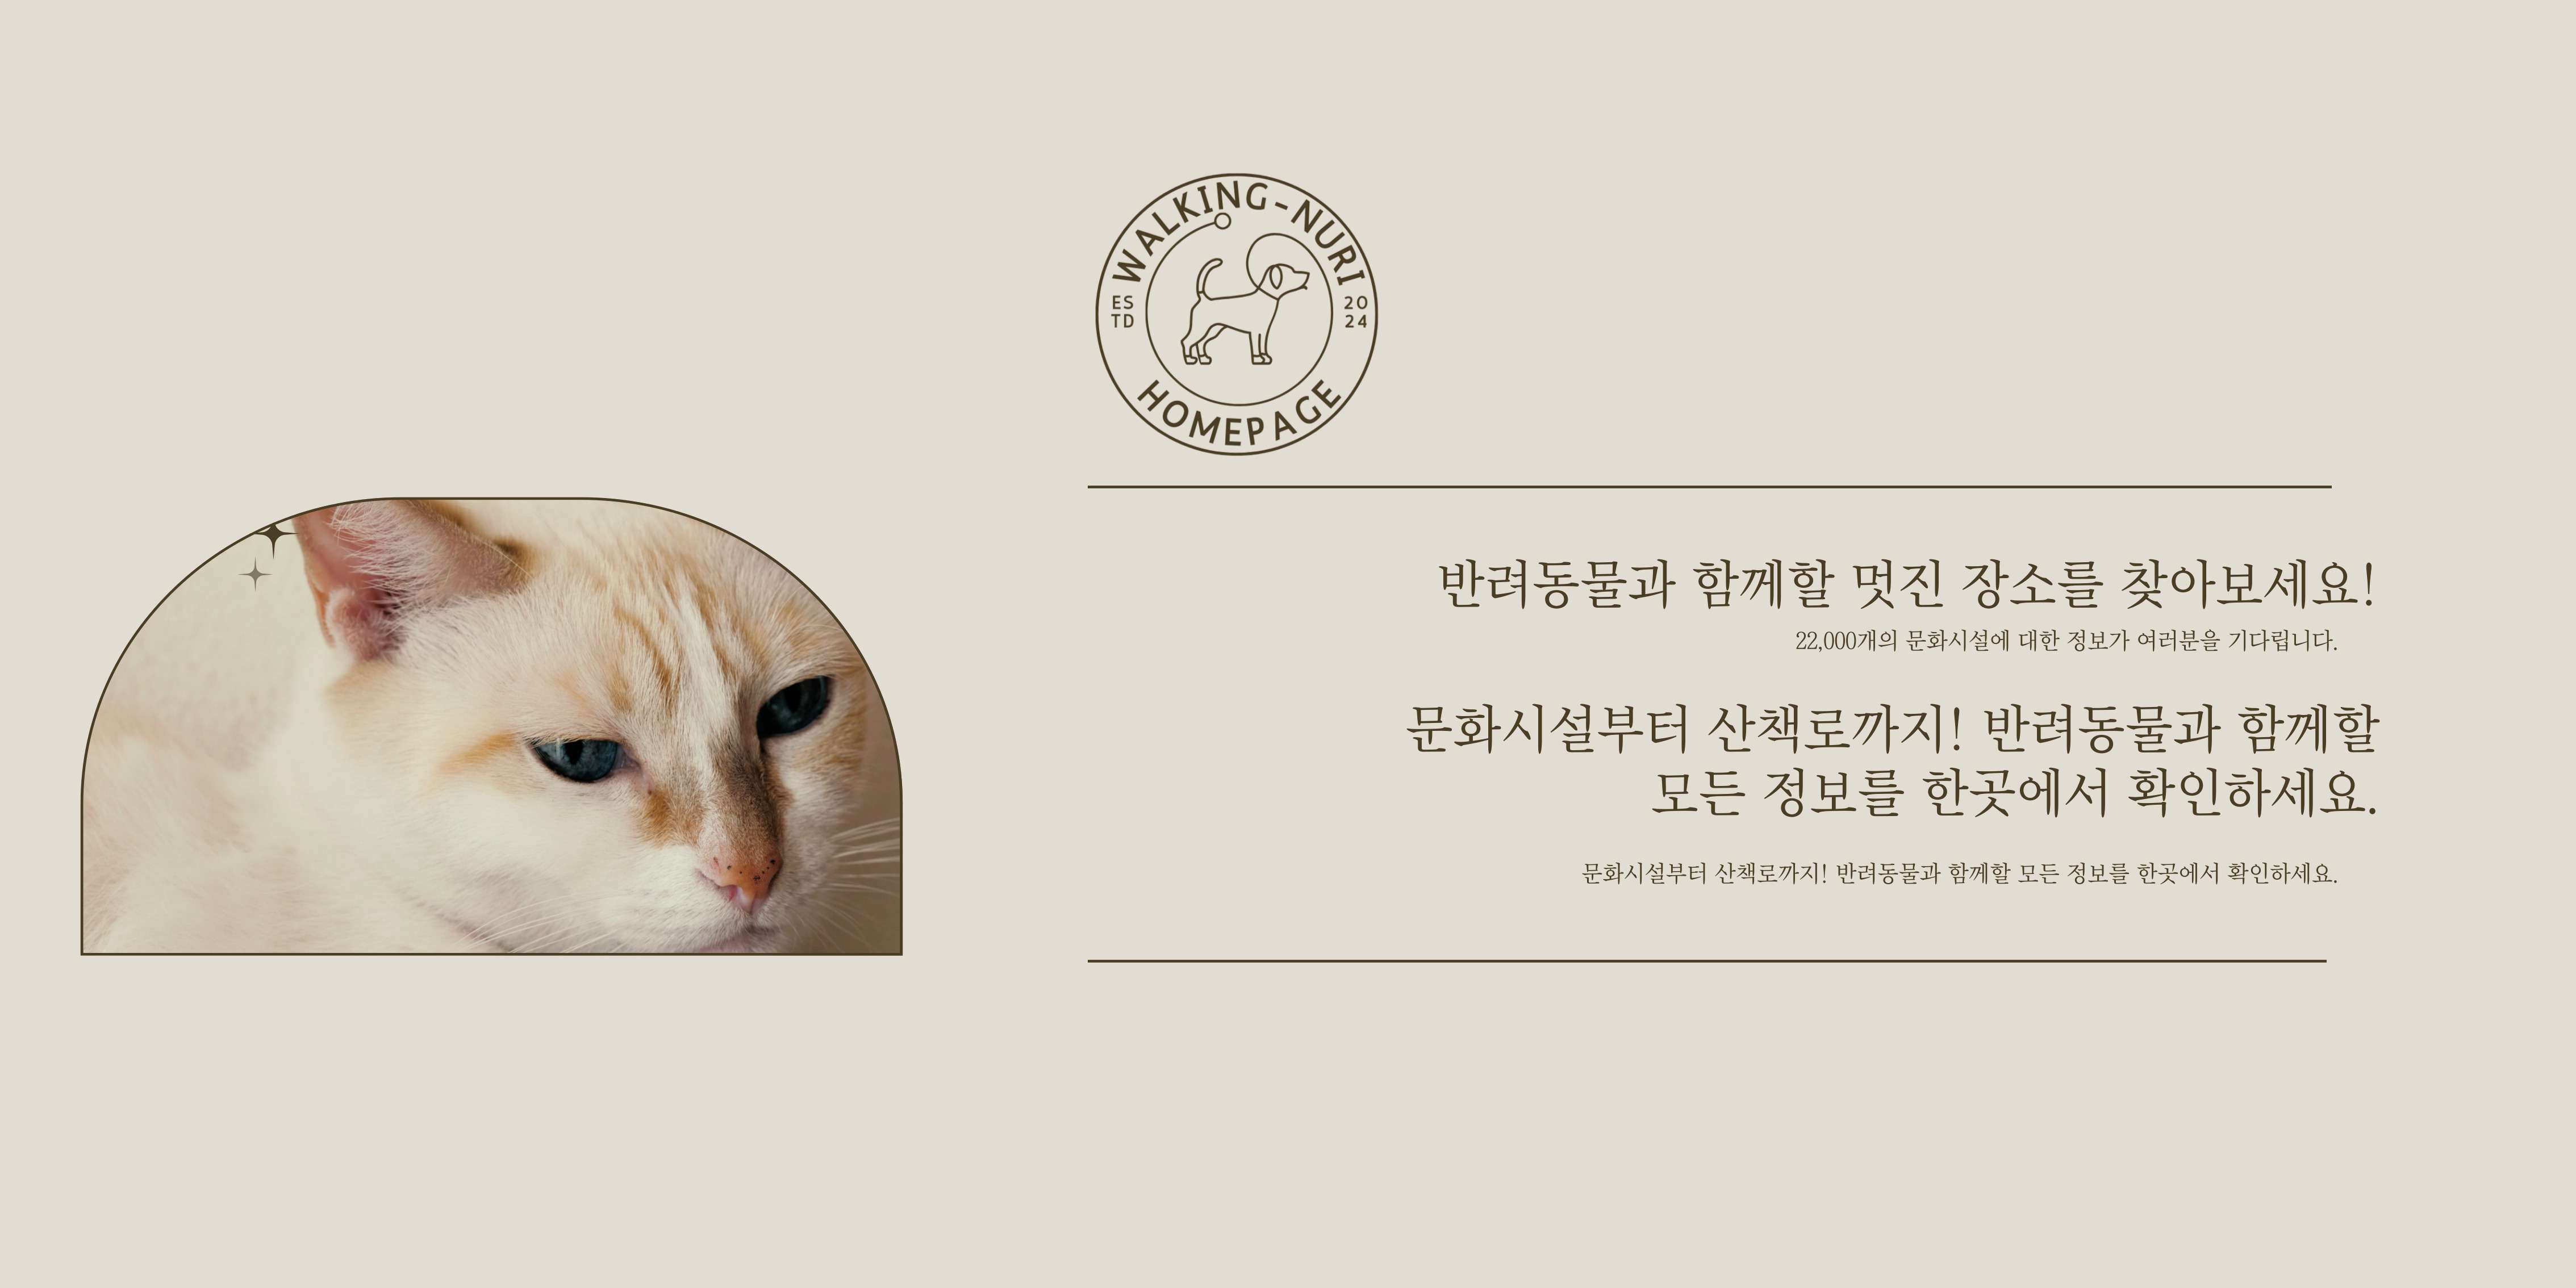 WALKING-NURI
ES
TD
20
24
HOMEPAGE
반려동물과 함께할 멋진 장소를 찾아보세요!
22,000개의 문화시설에 대한 정보가 여러분을 기다립니다.
문화시설부터 산책로까지! 반려동물과 함께할
모든 정보를 한곳에서 확인하세요.
문화시설부터 산책로까지! 반려동물과 함께할 모든 정보를 한곳에서 확인하세요.